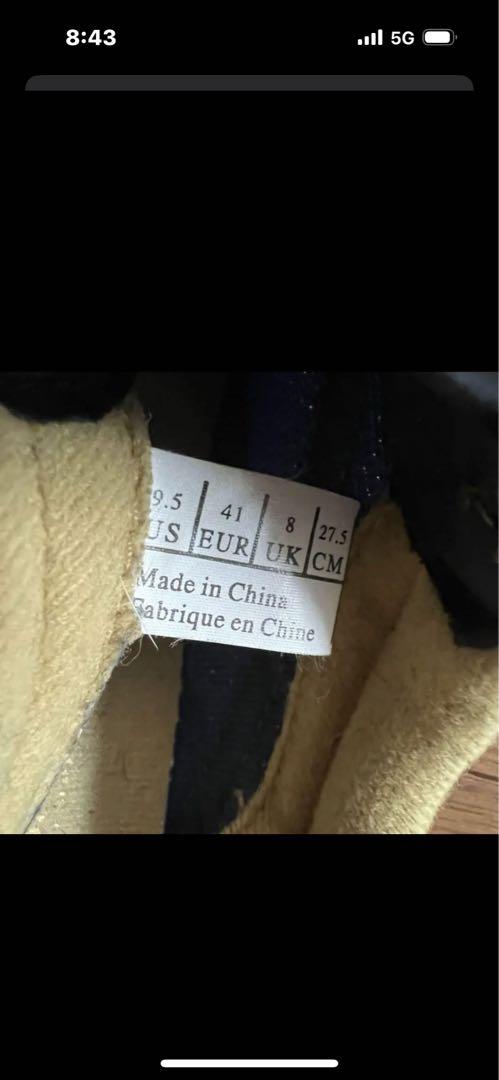 8:43 5G
9.5 41 8 27.5
US EUR UK CM
Made in China
Fabrique en Chine